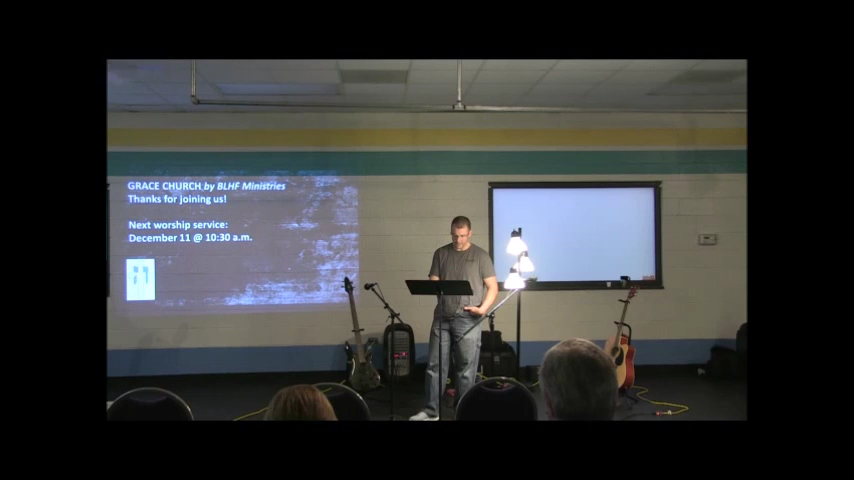 GRACE CHURCH by BLHF Ministries
Thanks for joining us!
Next worship service:
December 11 @ 10:30 a.m.